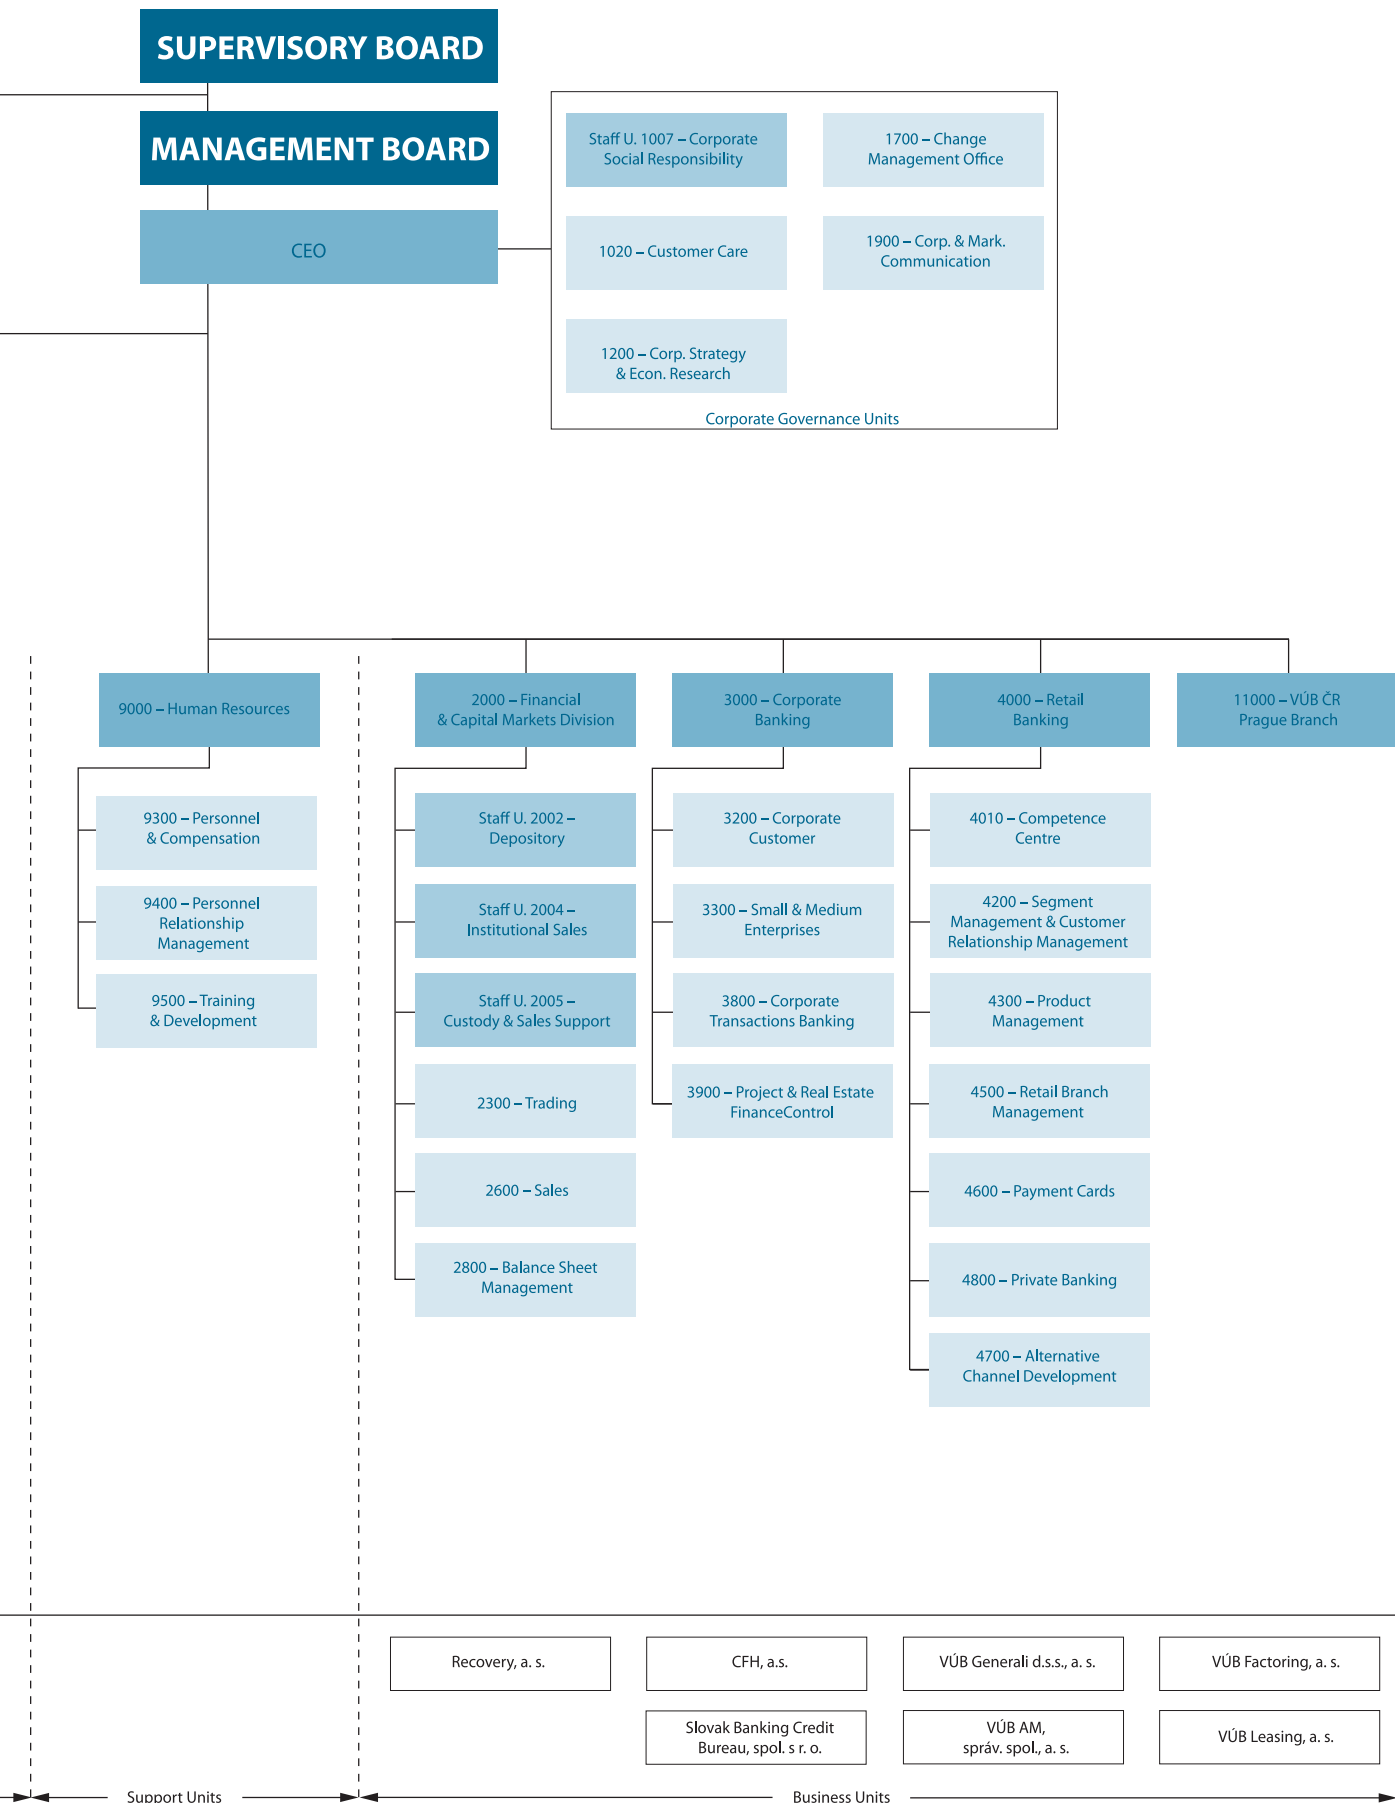 SUPERVISORY BOARD
MANAGEMENT BOARD
CEO
Staff U. 1007 – Corporate
Social Responsibility
1700 – Change
Management Office
1020 – Customer Care
1900 – Corp. & Mark.
Communication
1200 – Corp. Strategy
& Econ. Research
Corporate Governance Units
9000 – Human Resources
9300 – Personnel
& Compensation
9400 – Personnel
Relationship
Management
9500 – Training
& Development
2000 – Financial
& Capital Markets Division
Staff U. 2002 –
Depository
Staff U. 2004 –
Institutional Sales
Staff U. 2005 –
Custody & Sales Support
2300 – Trading
2600 – Sales
2800 – Balance Sheet
Management
3000 – Corporate
Banking
3200 – Corporate
Customer
3300 – Small & Medium
Enterprises
3800 – Corporate
Transactions Banking
3900 – Project & Real Estate
FinanceControl
4000 – Retail
Banking
4010 – Competence
Centre
4200 – Segment
Management & Customer
Relationship Management
4300 – Product
Management
4500 – Retail Branch
Management
4600 – Payment Cards
4800 – Private Banking
4700 – Alternative
Channel Development
11000 – VÚB ČR
Prague Branch
Recovery, a. s.
CFH, a.s.
VÚB Generali d.s.s., a. s.
VÚB Factoring, a. s.
Slovak Banking Credit
Bureau, spol. s r. o.
VÚB AM,
správ. spol., a. s.
VÚB Leasing, a. s.
Support Units
Business Units